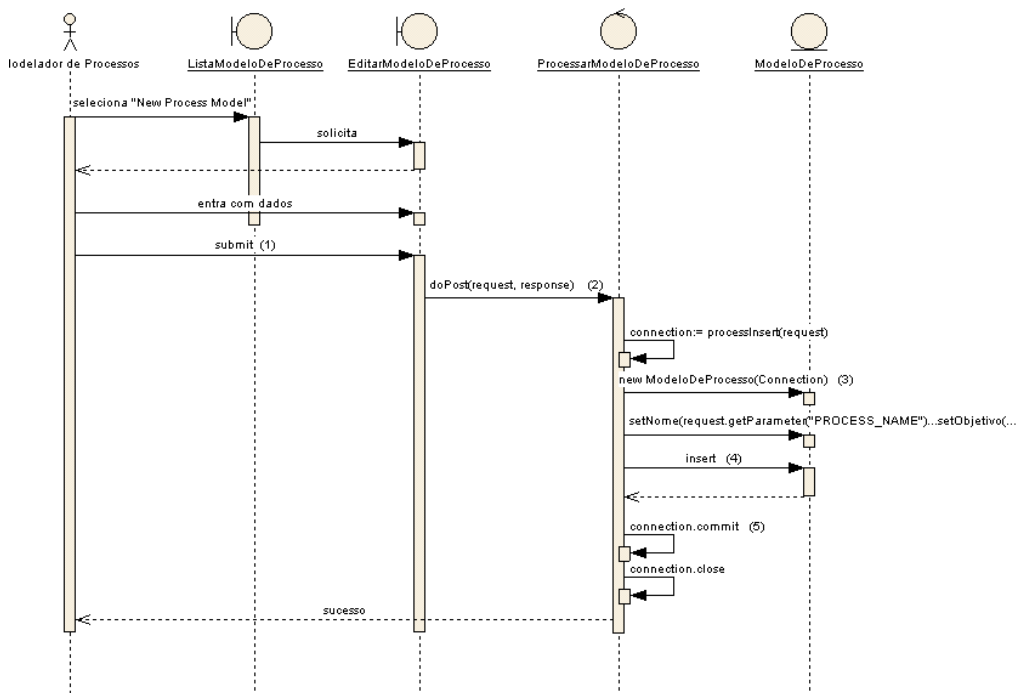 lodelador de Processos
ListaModeloDeProcesso
EditarModeloDeProcesso
ProcessarModeloDeProcesso
ModeloDeProcesso
seleciona "New Process Model"
solicita
entra com dados
submit (1)
doPost(request, response) (2)
connection:= processInsert(request)
new ModeloDeProcesso(Connection) (3)
setNome(request.getParameter("PROCESS_NAME")...setObjetivo(...
insert (4)
connection.commit (5)
connection.close
sucesso